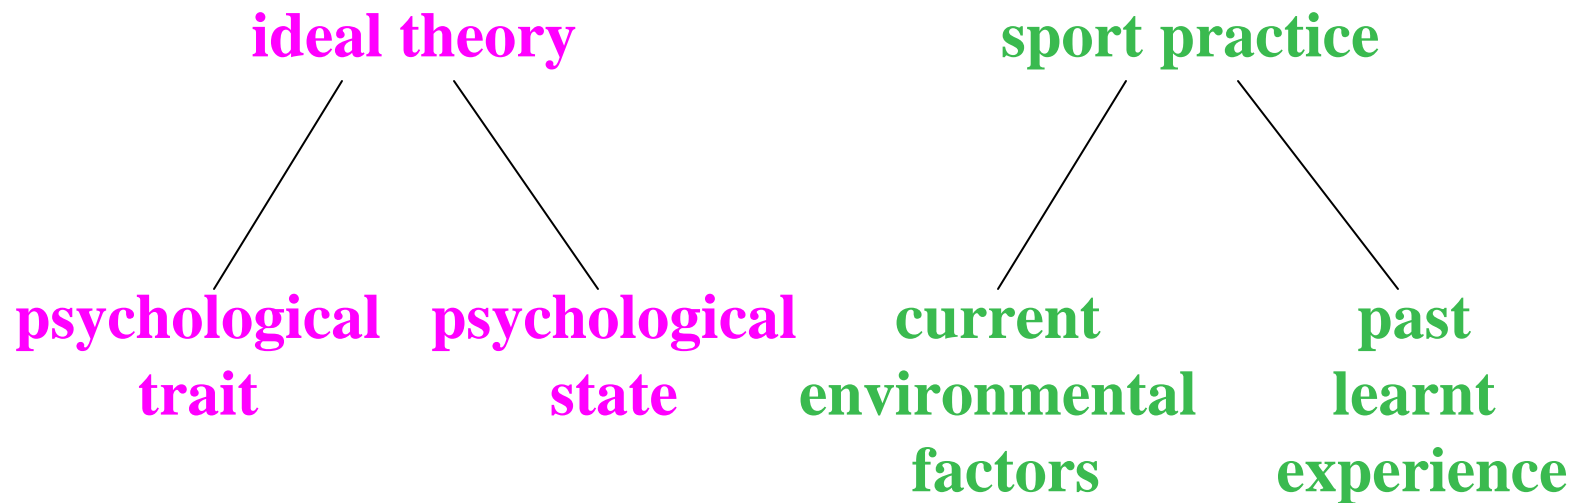 ideal theory
sport practice
psychological
trait
psychological
state
current
environmental
factors
past
learnt
experience